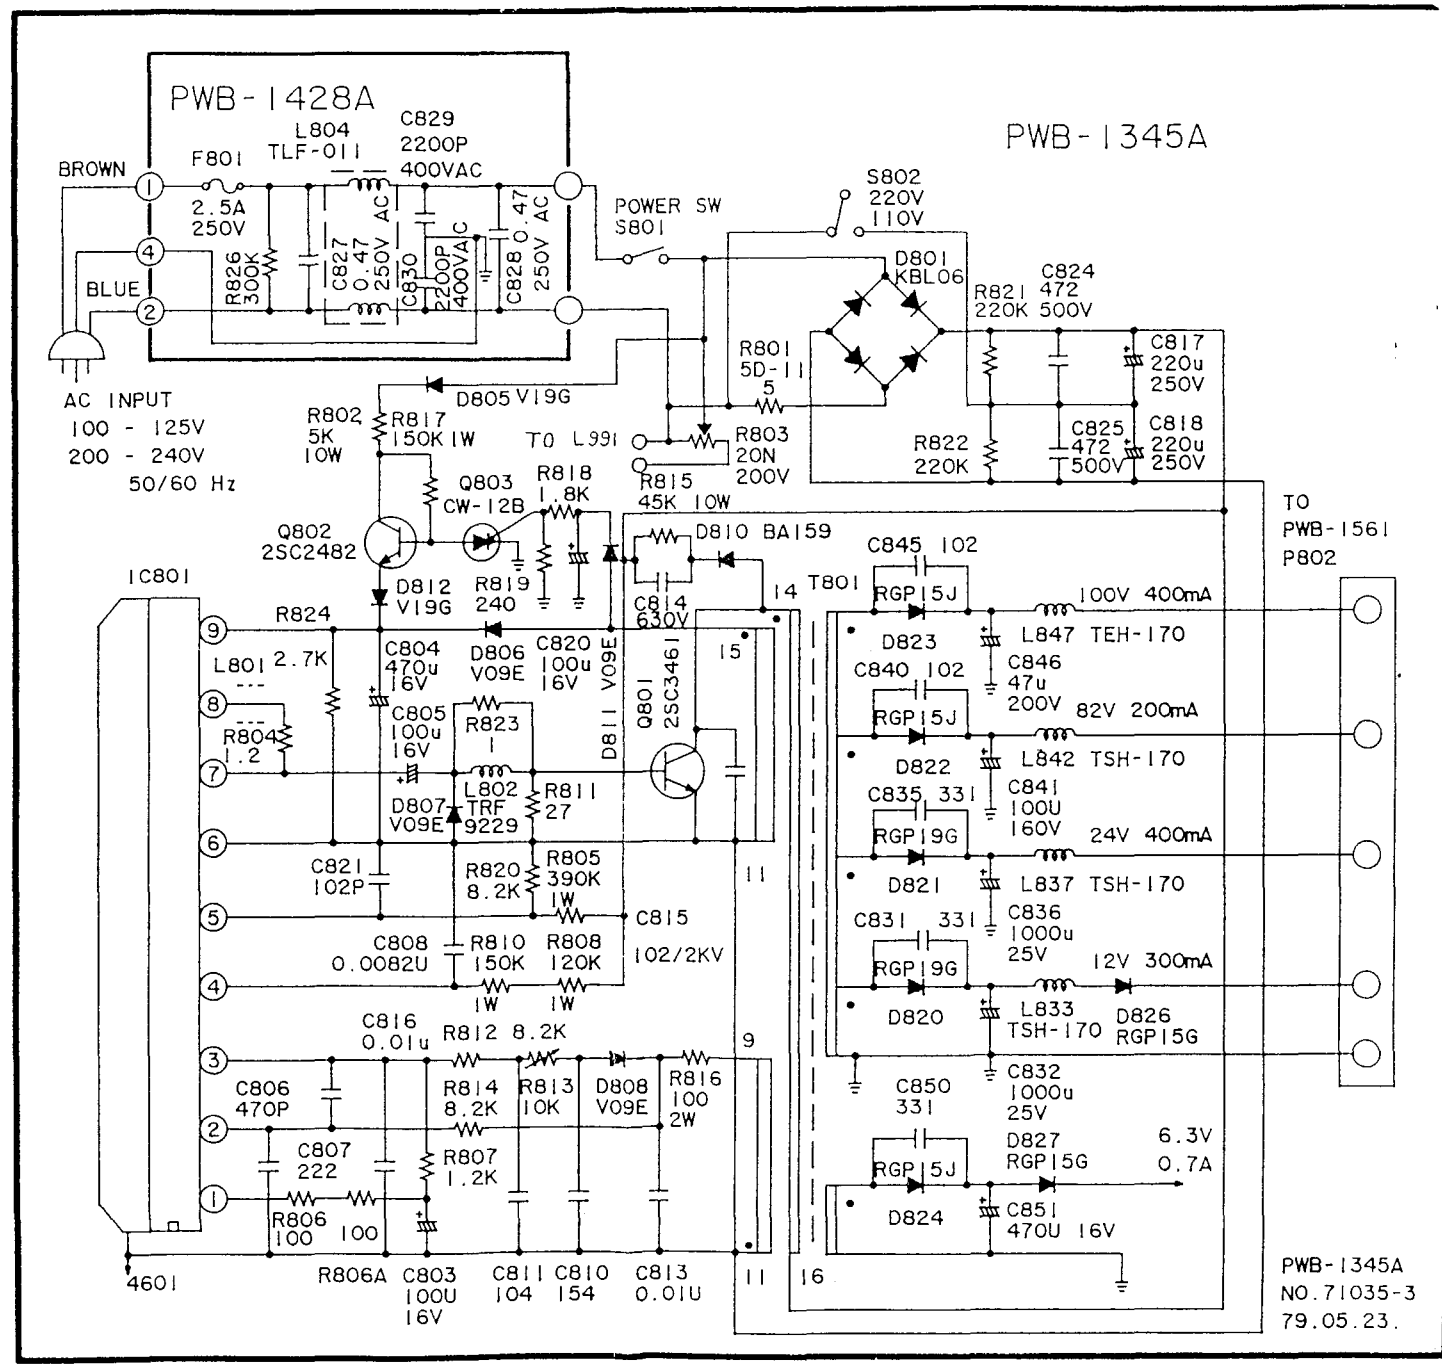 PWB-1428A
PWB-1345A
BROWN
BLUE
1
4
2
AC INPUT
100 - 125V
200 - 240V
50/60 Hz
F801
2.5A
250V
L804
TLF-011
C829
2200P
400VAC
R826
300K
C827
0.47
250V AC
C830
2200P
400VAC
C828 0.47
250V AC
POWER SW
S801
S802
220V
110V
D801
KBL06
R821
220K
C824
472
500V
C817
220u
250V
R801
5D-11
5
R822
220K
C825
472
500V
C818
220u
250V
D805 V19G
R802
5K
10W
R817
150K 1W
TO L991
R803
20N
200V
R815
45K 10W
Q803
CW-12B
R818
1.8K
Q802
2SC2482
R819
240
D810 BA159
C814
630V
D812
V19G
TO
PWB-1561
P802
IC801
9
8
7
6
5
4
3
2
1
4601
R824
2.7K
L801
R804
1.2
C804
470u
16V
D806
V09E
C820
100u
16V
D811 V09E
Q801
2SC3461
C805
100u
16V
R823
1
L802
TRF
9229
D807
V09E
R811
27
C821
102P
R820
8.2K
R805
390K
1W
C815
102/2KV
C808
0.0082U
R810
150K
1W
R808
120K
1W
C816
0.01u
R812 8.2K
C806
470P
R814
8.2K
R813
10K
D808
V09E
R816
100
2W
C807
222
R807
1.2K
R806
100
100
R806A
C803
100U
16V
C811
104
C810
154
C813
0.01U
14
15
11
9
11
16
T801
C845 102
RGP15J
D823
100V 400mA
L847 TEH-170
C846
47u
200V
C840 102
RGP15J
D822
82V 200mA
L842 TSH-170
C841
100U
160V
C835 331
RGP19G
D821
24V 400mA
L837 TSH-170
C836
1000u
25V
C831 331
RGP19G
D820
12V 300mA
L833
TSH-170
D826
RGP15G
C832
1000u
25V
C850
331
RGP15J
D824
D827
RGP15G
6.3V
0.7A
C851
470U 16V
PWB-1345A
NO.71035-3
79.05.23.